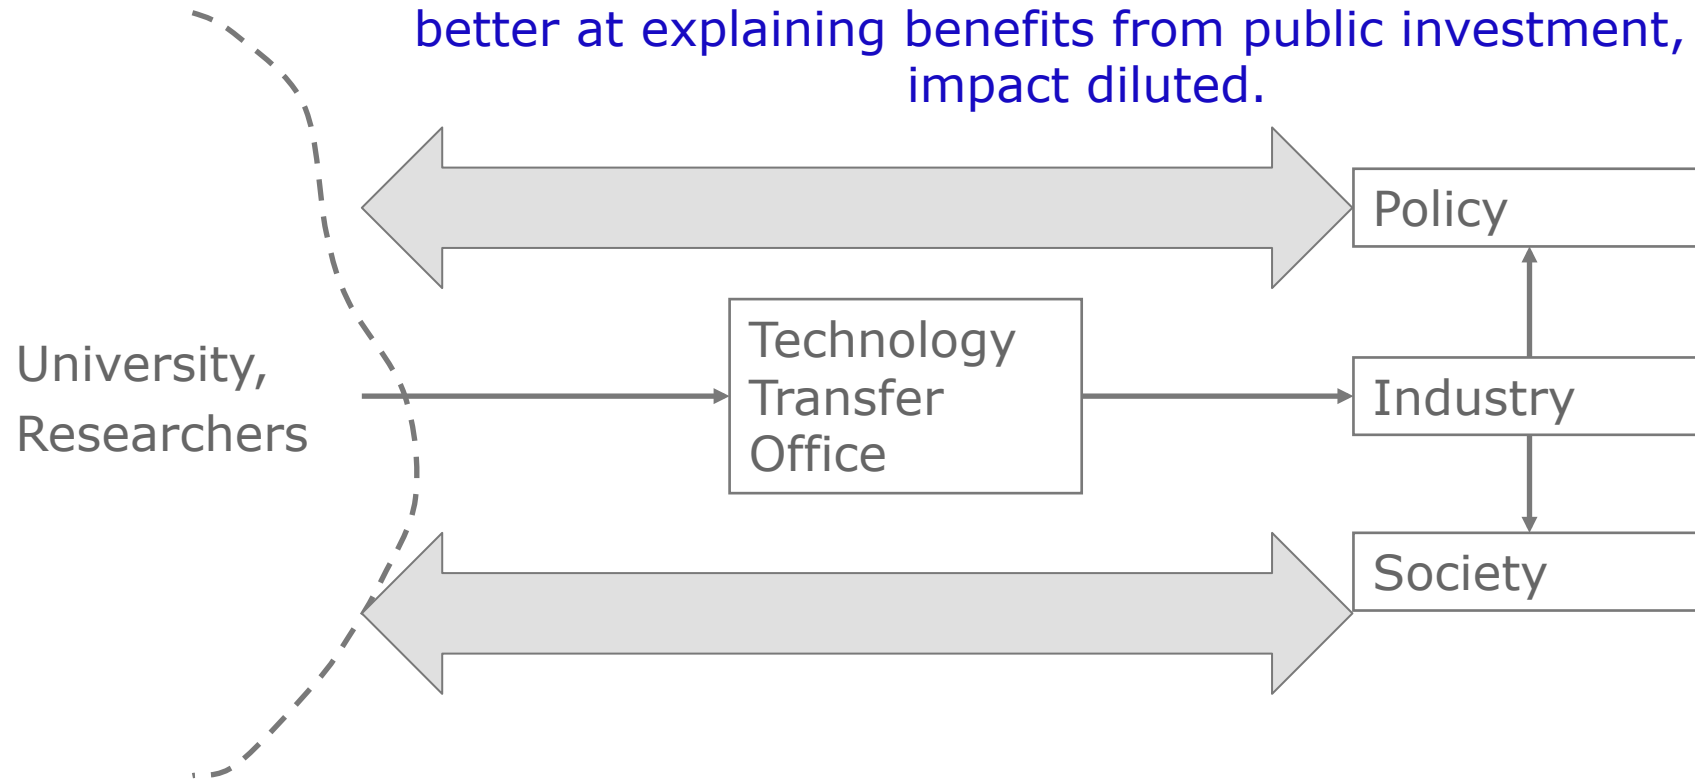 better at explaining benefits from public investment,
impact diluted.
Policy
Technology
Transfer
Office
University,
Researchers
Industry
Society